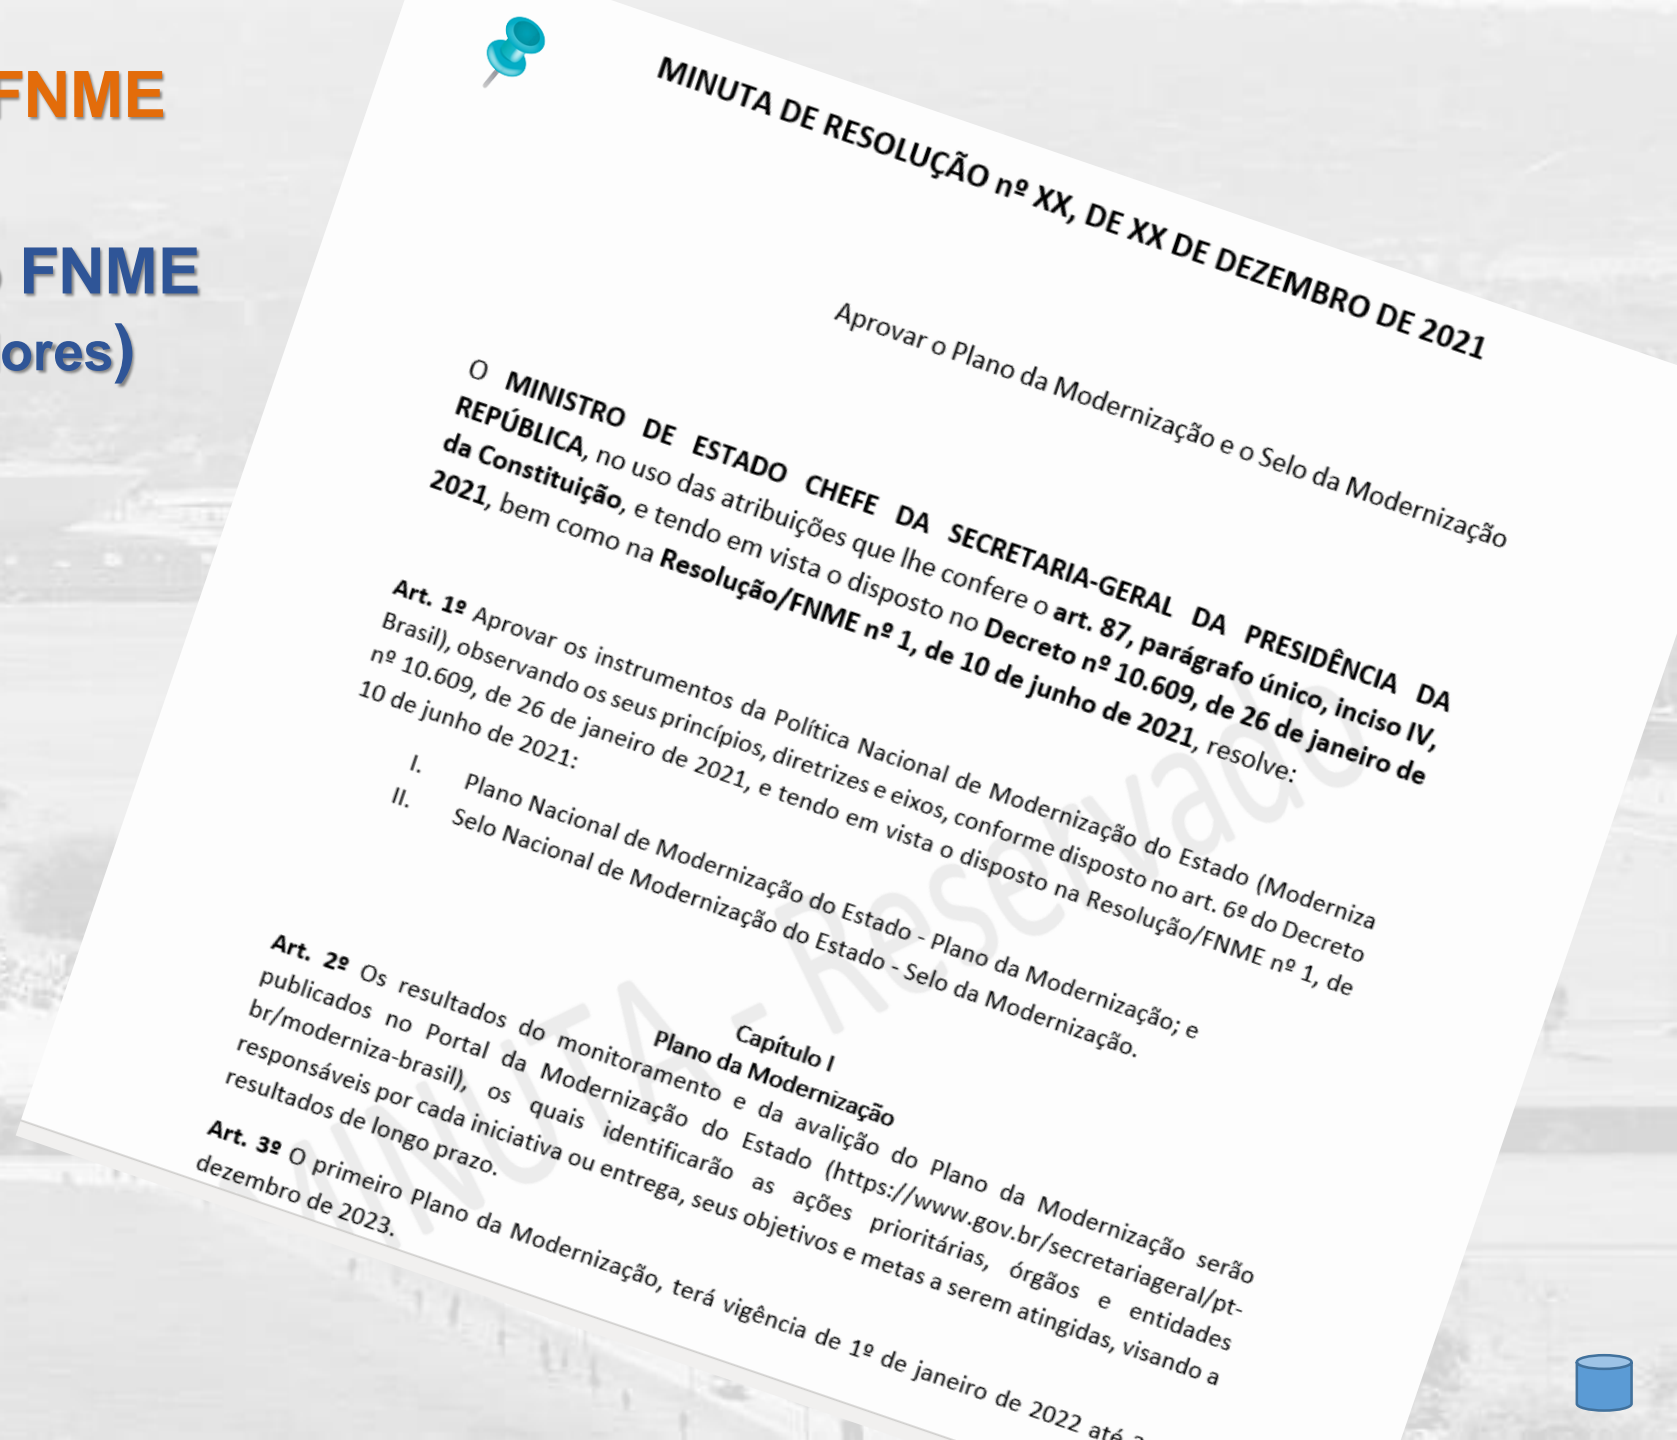 FNME
FNME
ores)
MINUTA DE RESOLUÇÃO nº XX, DE XX DE DEZEMBRO DE 2021
Aprovar o Plano da Modernização e o Selo da Modernização
O MINISTRO DE ESTADO CHEFE DA SECRETARIA-GERAL DA PRESIDÊNCIA DA
REPÚBLICA, no uso das atribuições que lhe confere o art. 87, parágrafo único, inciso IV,
da Constituição, e tendo em vista o disposto no Decreto nº 10.609, de 26 de janeiro de
2021, bem como na Resolução/FNME nº 1, de 10 de junho de 2021, resolve:
Art. 1º Aprovar os instrumentos da Política Nacional de Modernização do Estado (Moderniza
Brasil), observando os seus princípios, diretrizes e eixos, conforme disposto no art. 6º do Decreto
nº 10.609, de 26 de janeiro de 2021, e tendo em vista o disposto na Resolução/FNME nº 1, de
10 de junho de 2021:
I. Plano Nacional de Modernização do Estado - Plano da Modernização; e
II. Selo Nacional de Modernização do Estado - Selo da Modernização.
Capítulo I
Plano da Modernização
Art. 2º Os resultados do monitoramento e da avalição do Plano da Modernização serão
publicados no Portal da Modernização do Estado (https://www.gov.br/secretariageral/pt-
br/moderniza-brasil), os quais identificarão as ações prioritárias, órgãos e entidades
responsáveis por cada iniciativa ou entrega, seus objetivos e metas a serem atingidas, visando a
resultados de longo prazo.
Art. 3º O primeiro Plano da Modernização, terá vigência de 1º de janeiro de 2022 até
dezembro de 2023.
MINUTA - Reservado